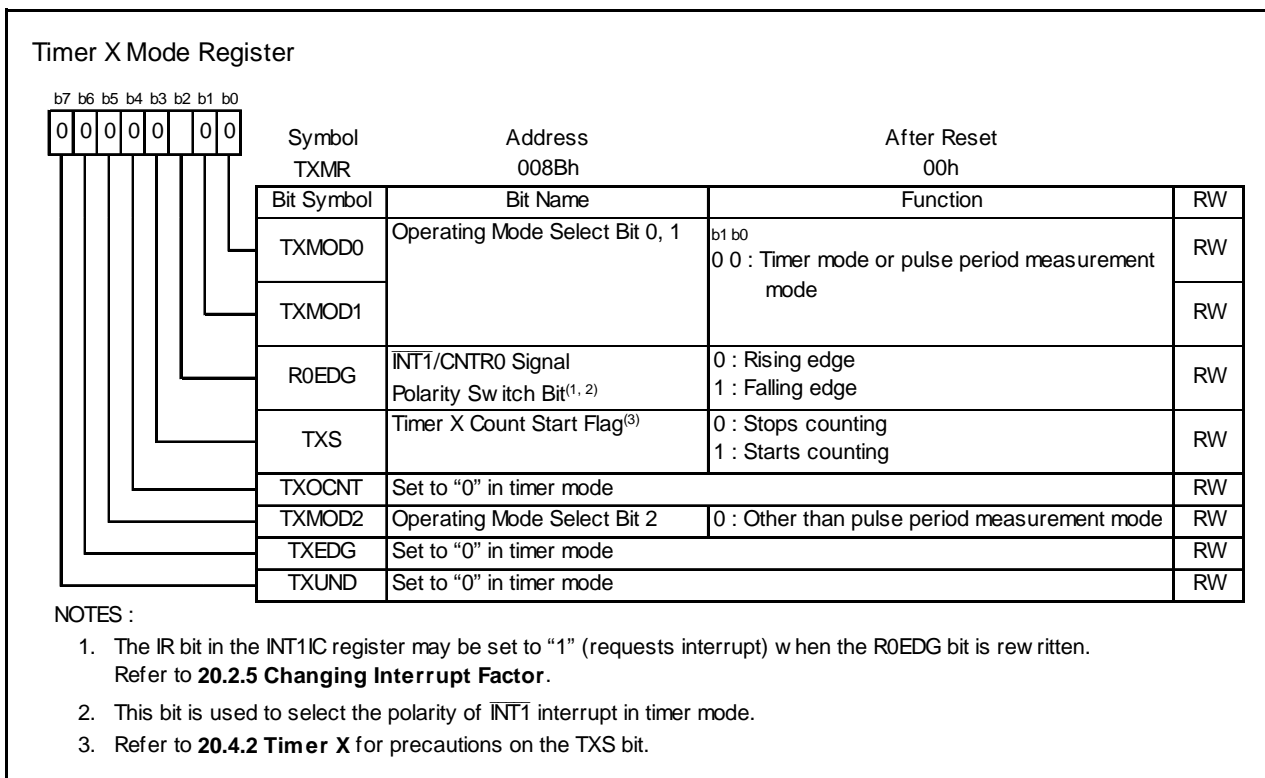 Timer X Mode Register
b7 b6 b5 b4 b3 b2 b1 b0
0 0 0 0 0 0 0
Symbol Address After Reset
TXMR 008Bh 00h
Bit Symbol Bit Name Function RW
TXMOD0 Operating Mode Select Bit 0, 1 b1 b0 RW
0 0 : Timer mode or pulse period measurement
mode
TXMOD1 RW
R0EDG INT1/CNTR0 Signal 0 : Rising edge RW
Polarity Switch Bit(1, 2) 1 : Falling edge
TXS Timer X Count Start Flag(3) 0 : Stops counting RW
1 : Starts counting
TXOCNT Set to “0” in timer mode RW
TXMOD2 Operating Mode Select Bit 2 0 : Other than pulse period measurement mode RW
TXEDG Set to “0” in timer mode RW
TXUND Set to “0” in timer mode RW
NOTES :
1. The IR bit in the INT1IC register may be set to “1” (requests interrupt) when the R0EDG bit is rewritten.
Refer to 20.2.5 Changing Interrupt Factor.
2. This bit is used to select the polarity of INT1 interrupt in timer mode.
3. Refer to 20.4.2 Timer X for precautions on the TXS bit.